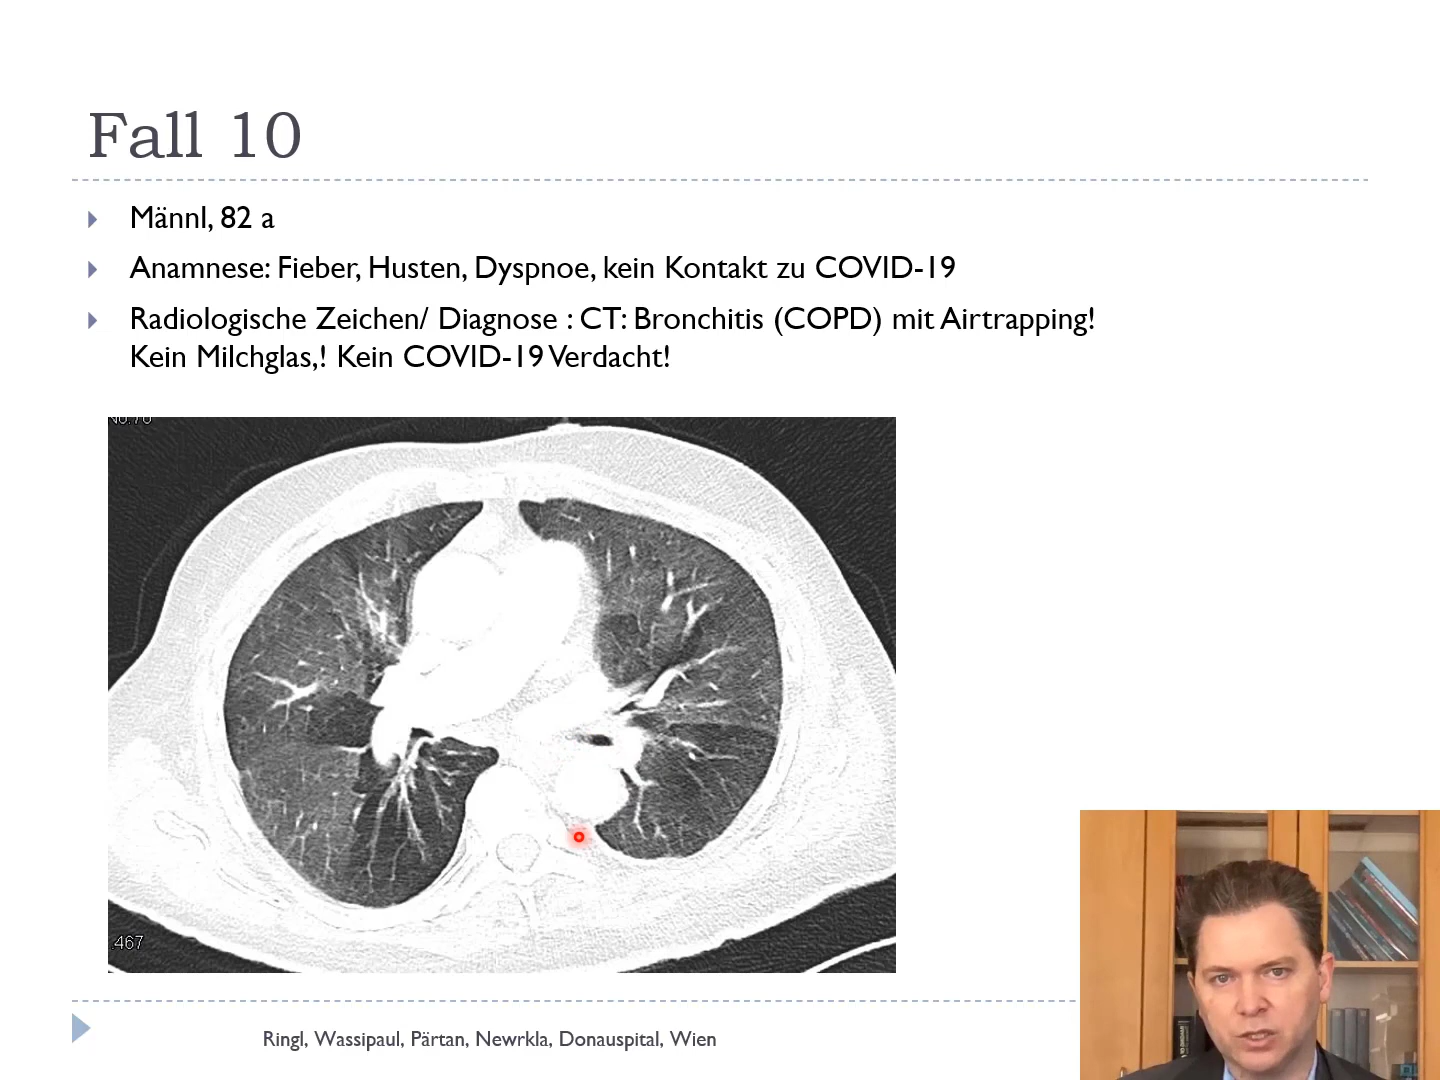 Fall 10
Männl, 82 a
Anamnese: Fieber, Husten, Dyspnoe, kein Kontakt zu COVID-19
Radiologische Zeichen/ Diagnose : CT: Bronchitis (COPD) mit Airtrapping!
Kein Milchglas,! Kein COVID-19 Verdacht!
.467
Ringl, Wassipaul, Pärtan, Newrkla, Donauspital, Wien